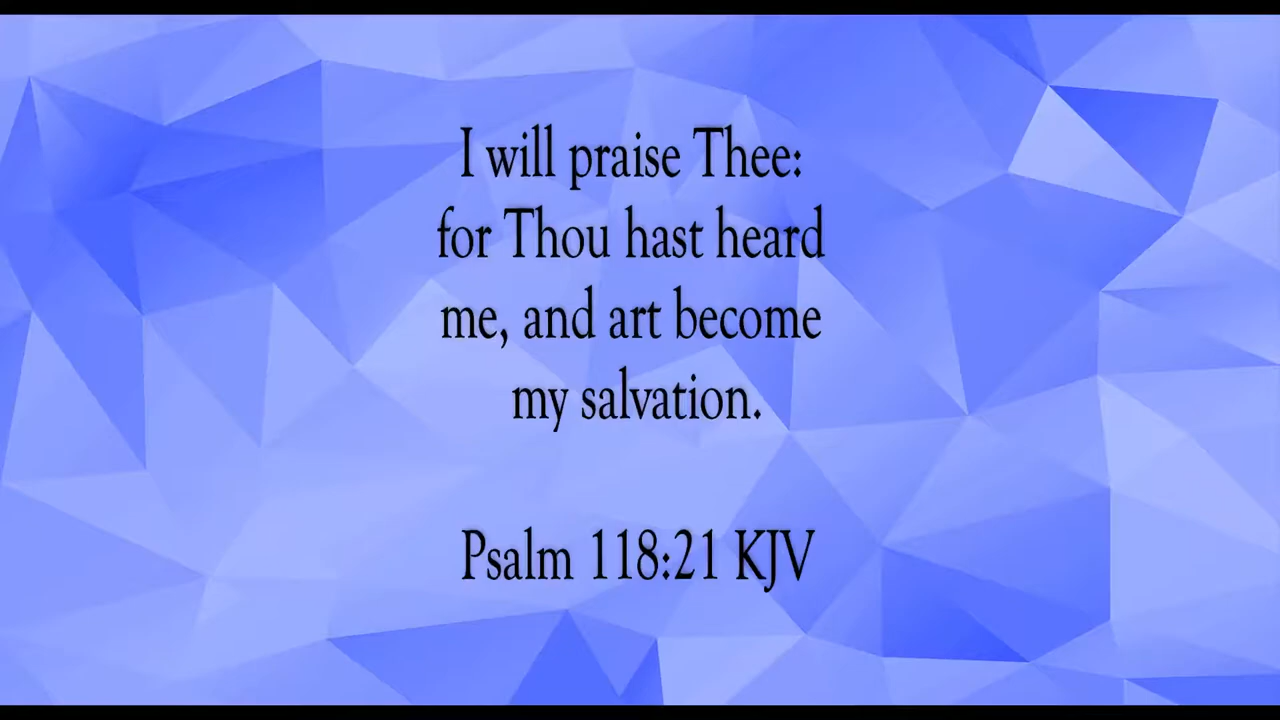 I will praise Thee:
for Thou hast heard
me, and art become
my salvation.
Psalm 118:21 KJV